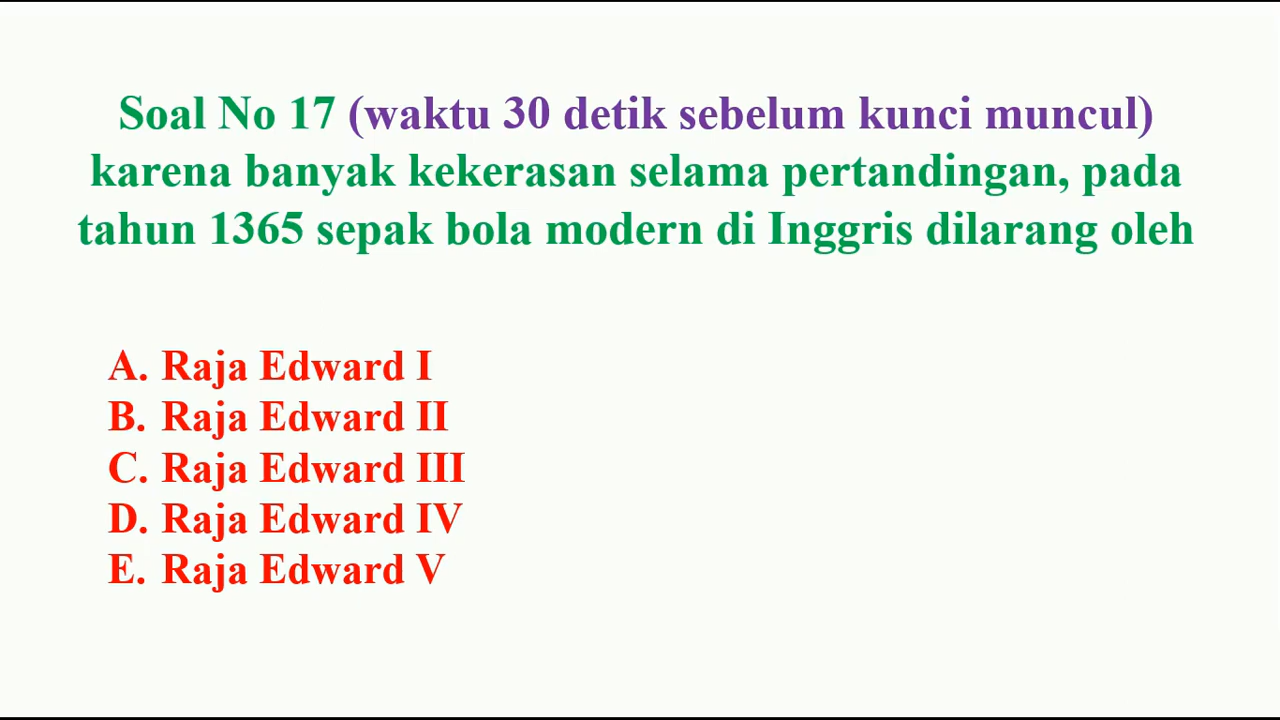 Soal No 17 (waktu 30 detik sebelum kunci muncul)
karena banyak kekerasan selama pertandingan, pada
tahun 1365 sepak bola modern di Inggris dilarang oleh
A. Raja Edward I
B. Raja Edward II
C. Raja Edward III
D. Raja Edward IV
E. Raja Edward V